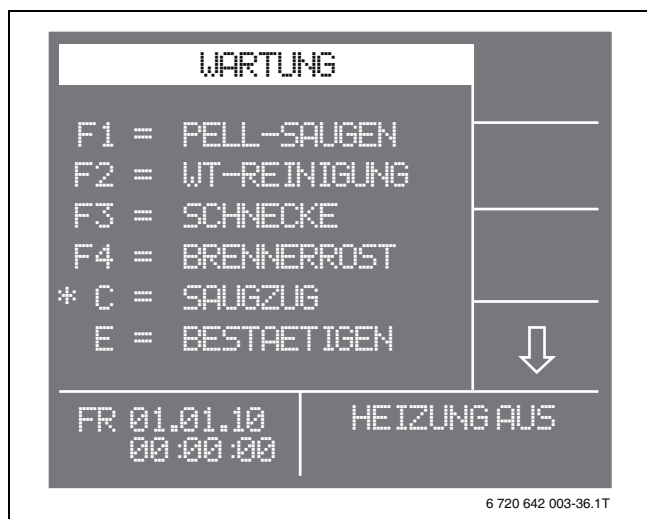 WARTUNG
F1 = PELL-SAUGEN
F2 = WT-REINIGUNG
F3 = SCHNECKE
F4 = BRENNERROST
* C = SAUGZUG
E = BESTAETIGEN
FR 01.01.10
00:00:00
HEIZUNG AUS
6 720 642 003-36.1T